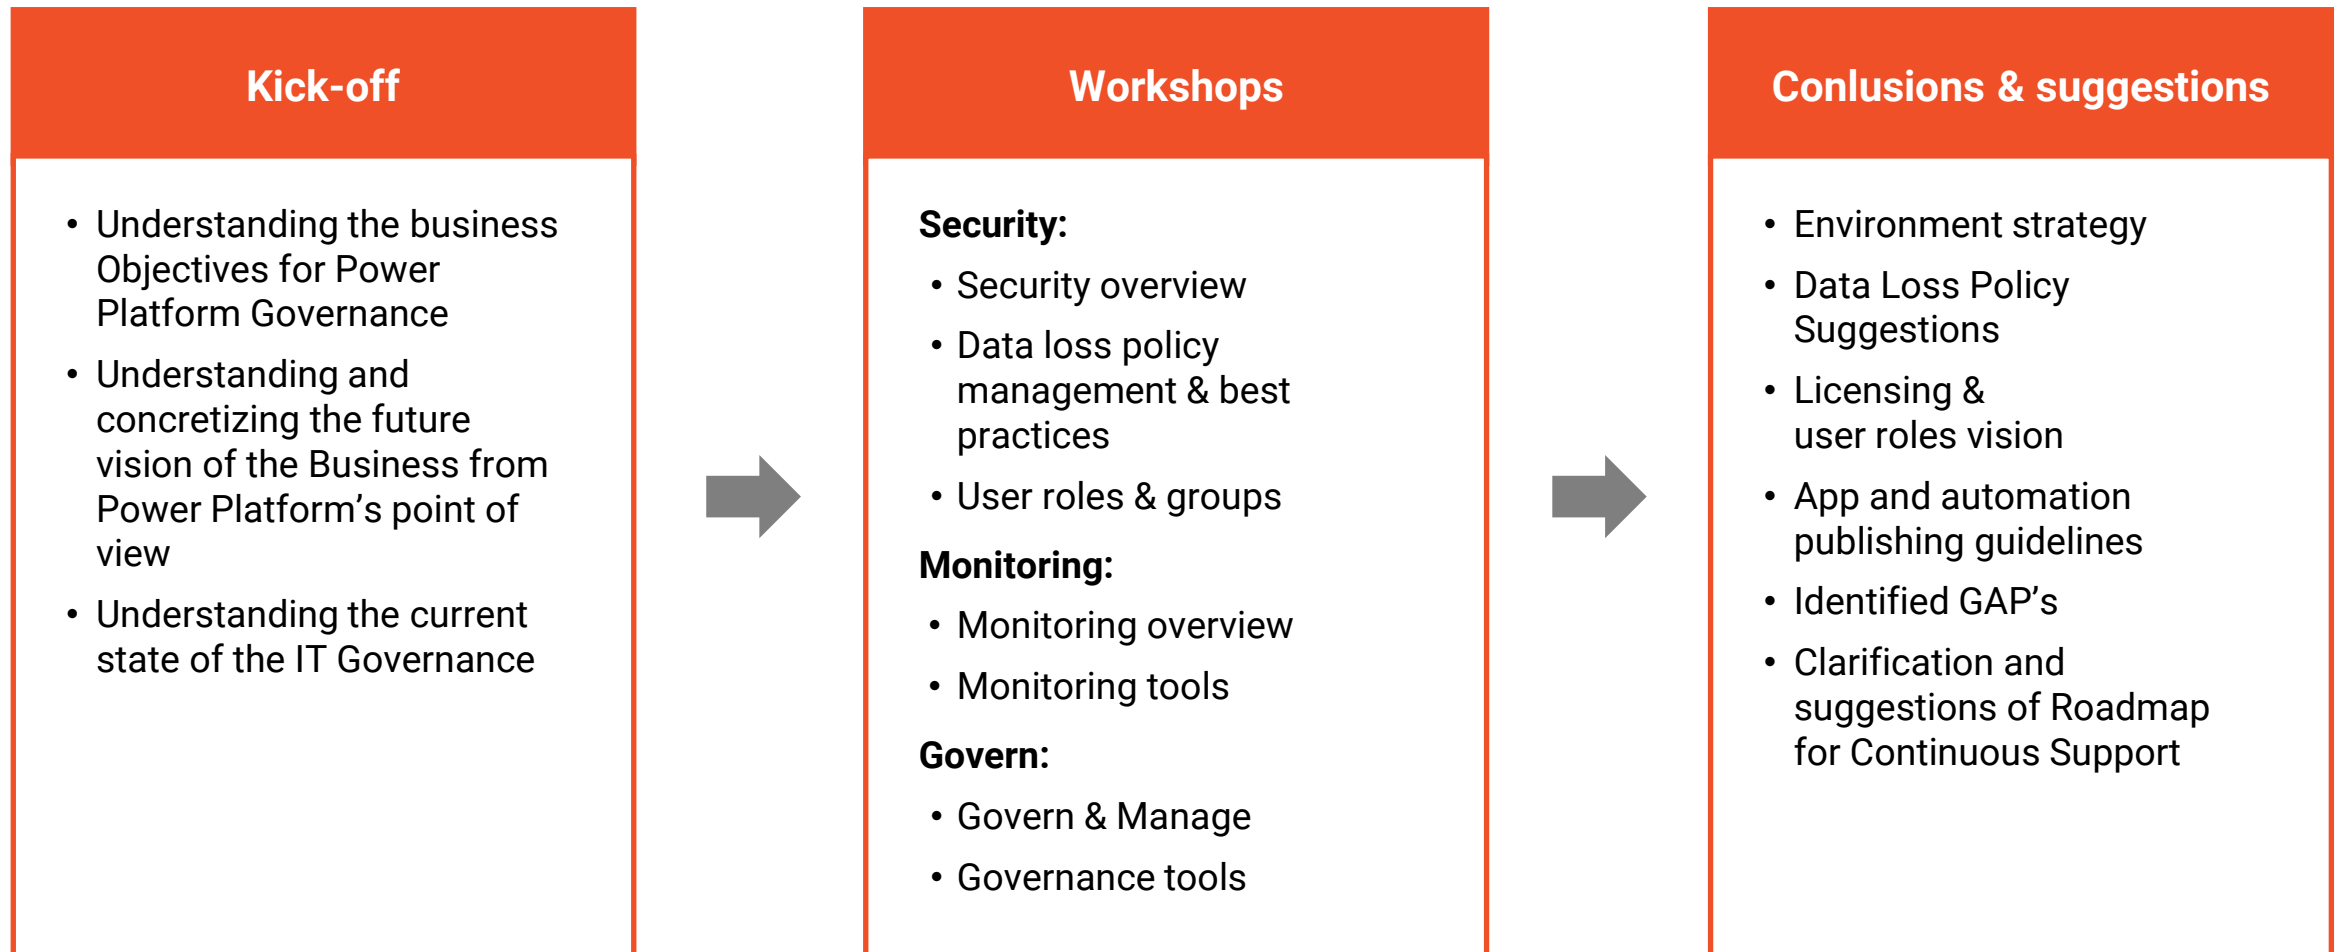 Kick-off
• Understanding the business
Objectives for Power
Platform Governance
• Understanding and
concretizing the future
vision of the Business from
Power Platform’s point of
view
• Understanding the current
state of the IT Governance
Workshops
Security:
• Security overview
• Data loss policy
management & best
practices
• User roles & groups
Monitoring:
• Monitoring overview
• Monitoring tools
Govern:
• Govern & Manage
• Governance tools
Conlusions & suggestions
• Environment strategy
• Data Loss Policy
Suggestions
• Licensing &
user roles vision
• App and automation
publishing guidelines
• Identified GAP’s
• Clarification and
suggestions of Roadmap
for Continuous Support